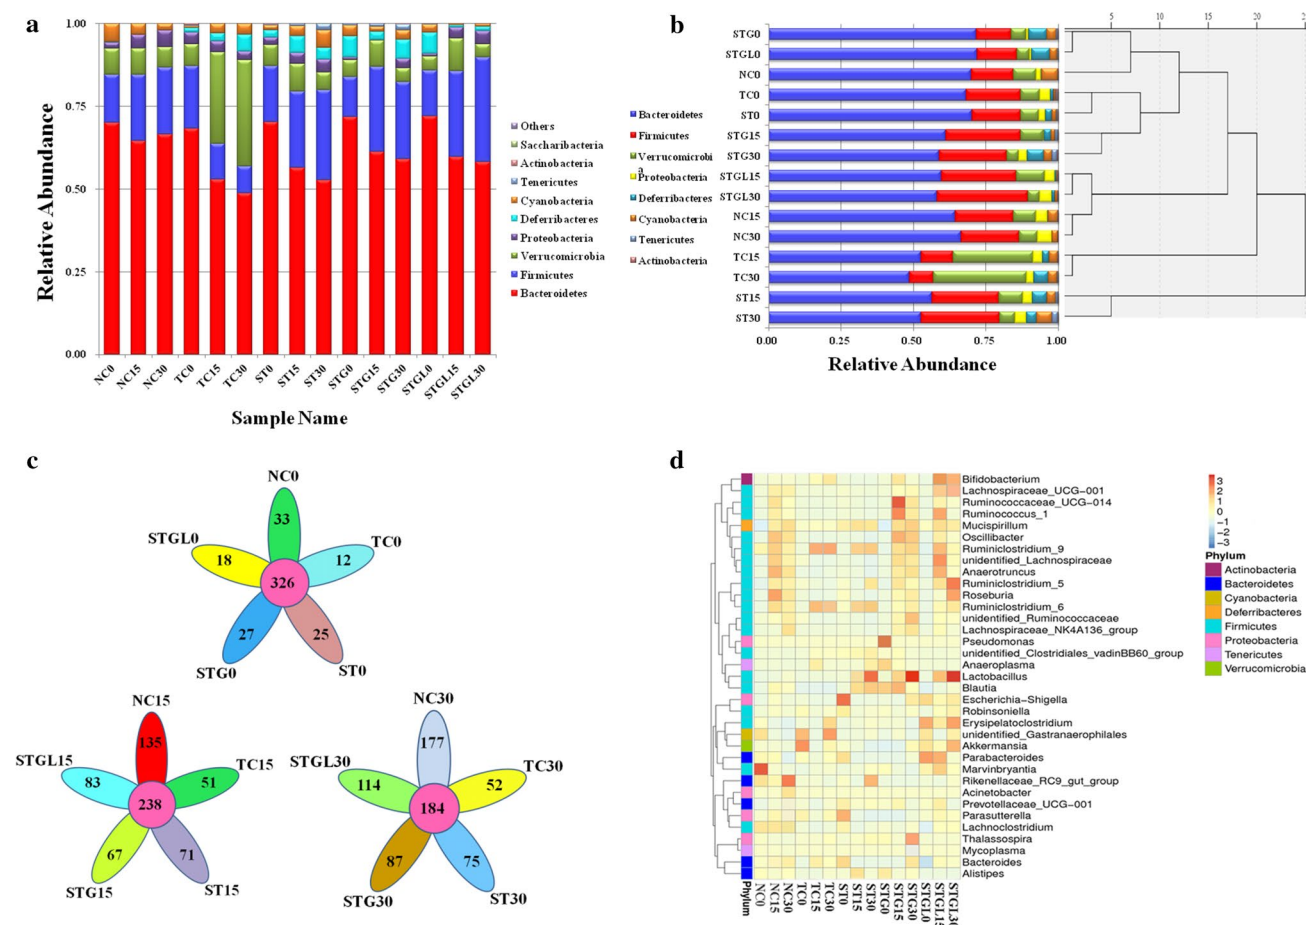 a
Relative Abundance
1.00
0.75
0.50
0.25
0.00
NC0
NC15
NC30
TC0
TC15
TC30
ST0
ST15
ST30
STG0
STG15
STG30
STGL0
STGL15
STGL30
Sample Name
Others
Saccharibacteria
Actinobacteria
Tenericutes
Cyanobacteria
Deferribacteres
Proteobacteria
Verrucomicrobia
Firmicutes
Bacteroidetes
b
Bacteroidetes
Firmicutes
Verrucomicrobi
a
Proteobacteria
Deferribacteres
Cyanobacteria
Tenericutes
Actinobacteria
STG0
STGL0
NC0
TC0
ST0
STG15
STG30
STGL15
STGL30
NC15
NC30
TC15
TC30
ST15
ST30
0.00
0.25
0.50
0.75
1.00
Relative Abundance
5
10
15
20
25
c
NC0
33
STGL0
18
12
TC0
326
27
25
STG0
ST0
NC15
135
STGL15
83
51
TC15
238
67
71
STG15
ST15
NC30
177
STGL30
114
52
TC30
184
87
75
STG30
ST30
d
Bifidobacterium
Lachnospiraceae_UCG-001
Ruminococcaceae_UCG-014
Ruminococcus_1
Mucispirillum
Oscillibacter
Ruminiclostridium_9
unidentified_Lachnospiraceae
Anaerotruncus
Ruminiclostridium_5
Roseburia
Ruminiclostridium_6
unidentified_Ruminococcaceae
Lachnospiraceae_NK4A136_group
Pseudomonas
unidentified_Clostridiales_vadinBB60_group
Anaeroplasma
Lactobacillus
Blautia
Escherichia-Shigella
Robinsoniella
Erysipelatoclostridium
unidentified_Gastranaerophilales
Akkermansia
Parabacteroides
Marvinbryantia
Rikenellaceae_RC9_gut_group
Acinetobacter
Prevotellaceae_UCG-001
Parasutterella
Lachnoclostridium
Thalassospira
Mycoplasma
Bacteroides
Alistipes
Phylum
NC0
NC15
NC30
TC0
TC15
TC30
ST0
ST15
ST30
STG0
STG15
STG30
STGL0
STGL15
STGL30
3
2
1
0
−1
−2
−3
Phylum
Actinobacteria
Bacteroidetes
Cyanobacteria
Deferribacteres
Firmicutes
Proteobacteria
Tenericutes
Verrucomicrobia